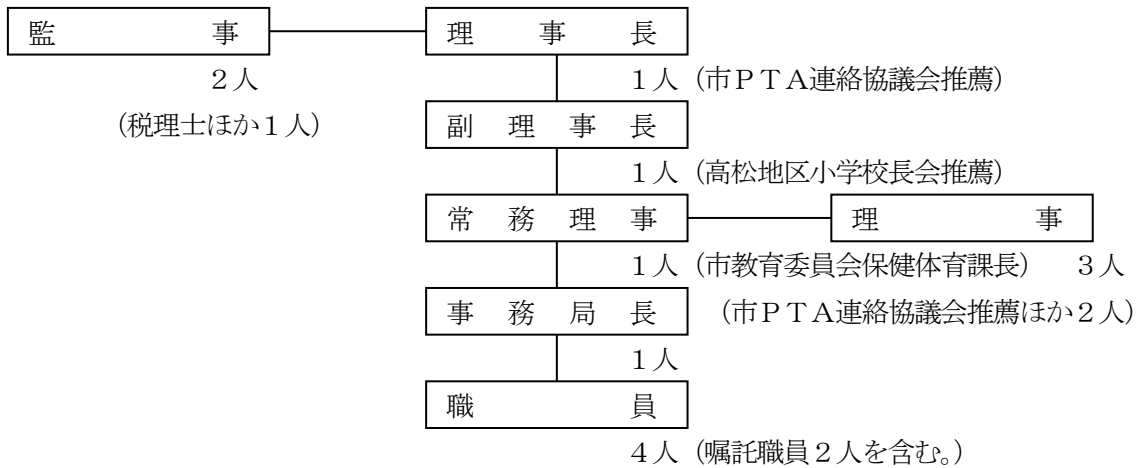 監事 理事長
2人 1人（市PTA連絡協議会推薦）
（税理士ほか1人） 副理事長
1人（高松地区小学校長会推薦）
常務理事 理事
1人（市教育委員会保健体育課長） 3人
事務局長 （市PTA連絡協議会推薦ほか2人）
1人
職員
4人（嘱託職員2人を含む。）